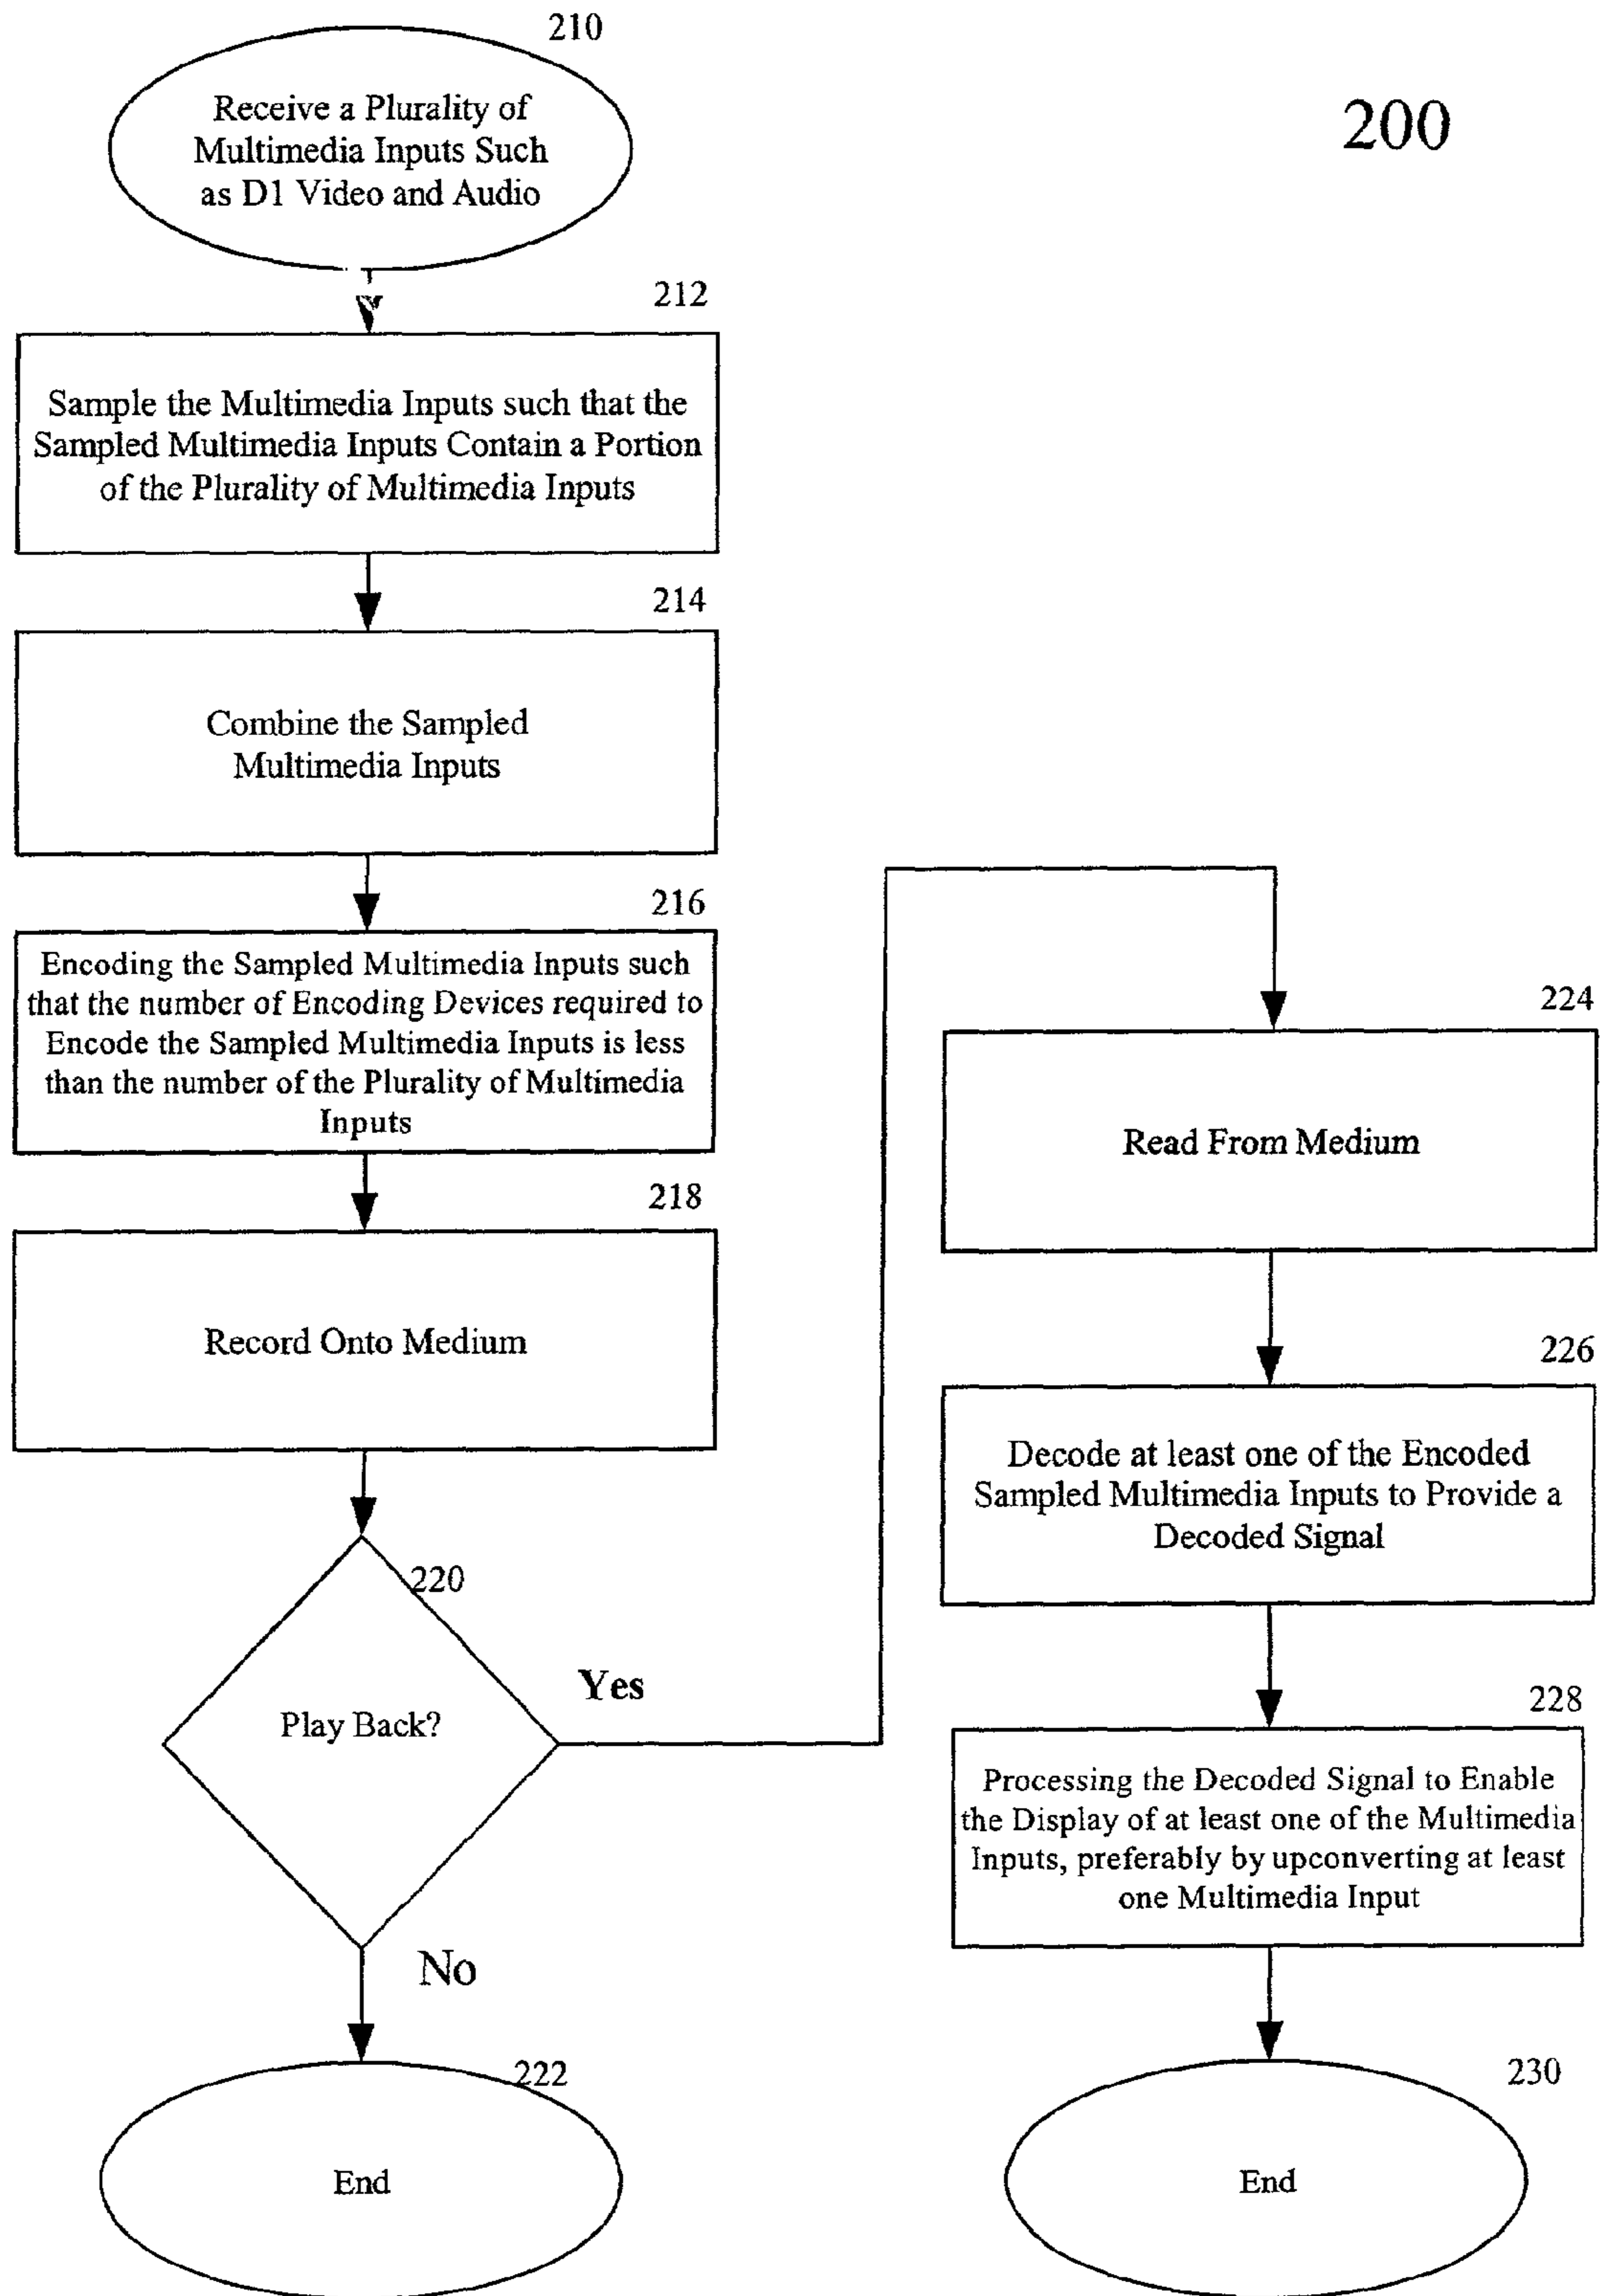 210
Receive a Plurality of
Multimedia Inputs Such
as D1 Video and Audio
200
212
Sample the Multimedia Inputs such that the
Sampled Multimedia Inputs Contain a Portion
of the Plurality of Multimedia Inputs
214
Combine the Sampled
Multimedia Inputs
216
Encoding the Sampled Multimedia Inputs such
that the number of Encoding Devices required to
Encode the Sampled Multimedia Inputs is less
than the number of the Plurality of Multimedia
Inputs
218
Record Onto Medium
220
Play Back?
Yes
No
222
End
224
Read From Medium
226
Decode at least one of the Encoded
Sampled Multimedia Inputs to Provide a
Decoded Signal
228
Processing the Decoded Signal to Enable
the Display of at least one of the Multimedia
Inputs, preferably by upconverting at least
one Multimedia Input
230
End